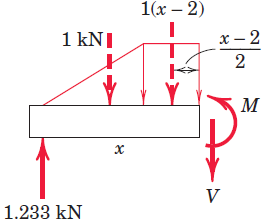 1(x – 2)
1 kN
x – 2
2
M
x
V
1.233 kN